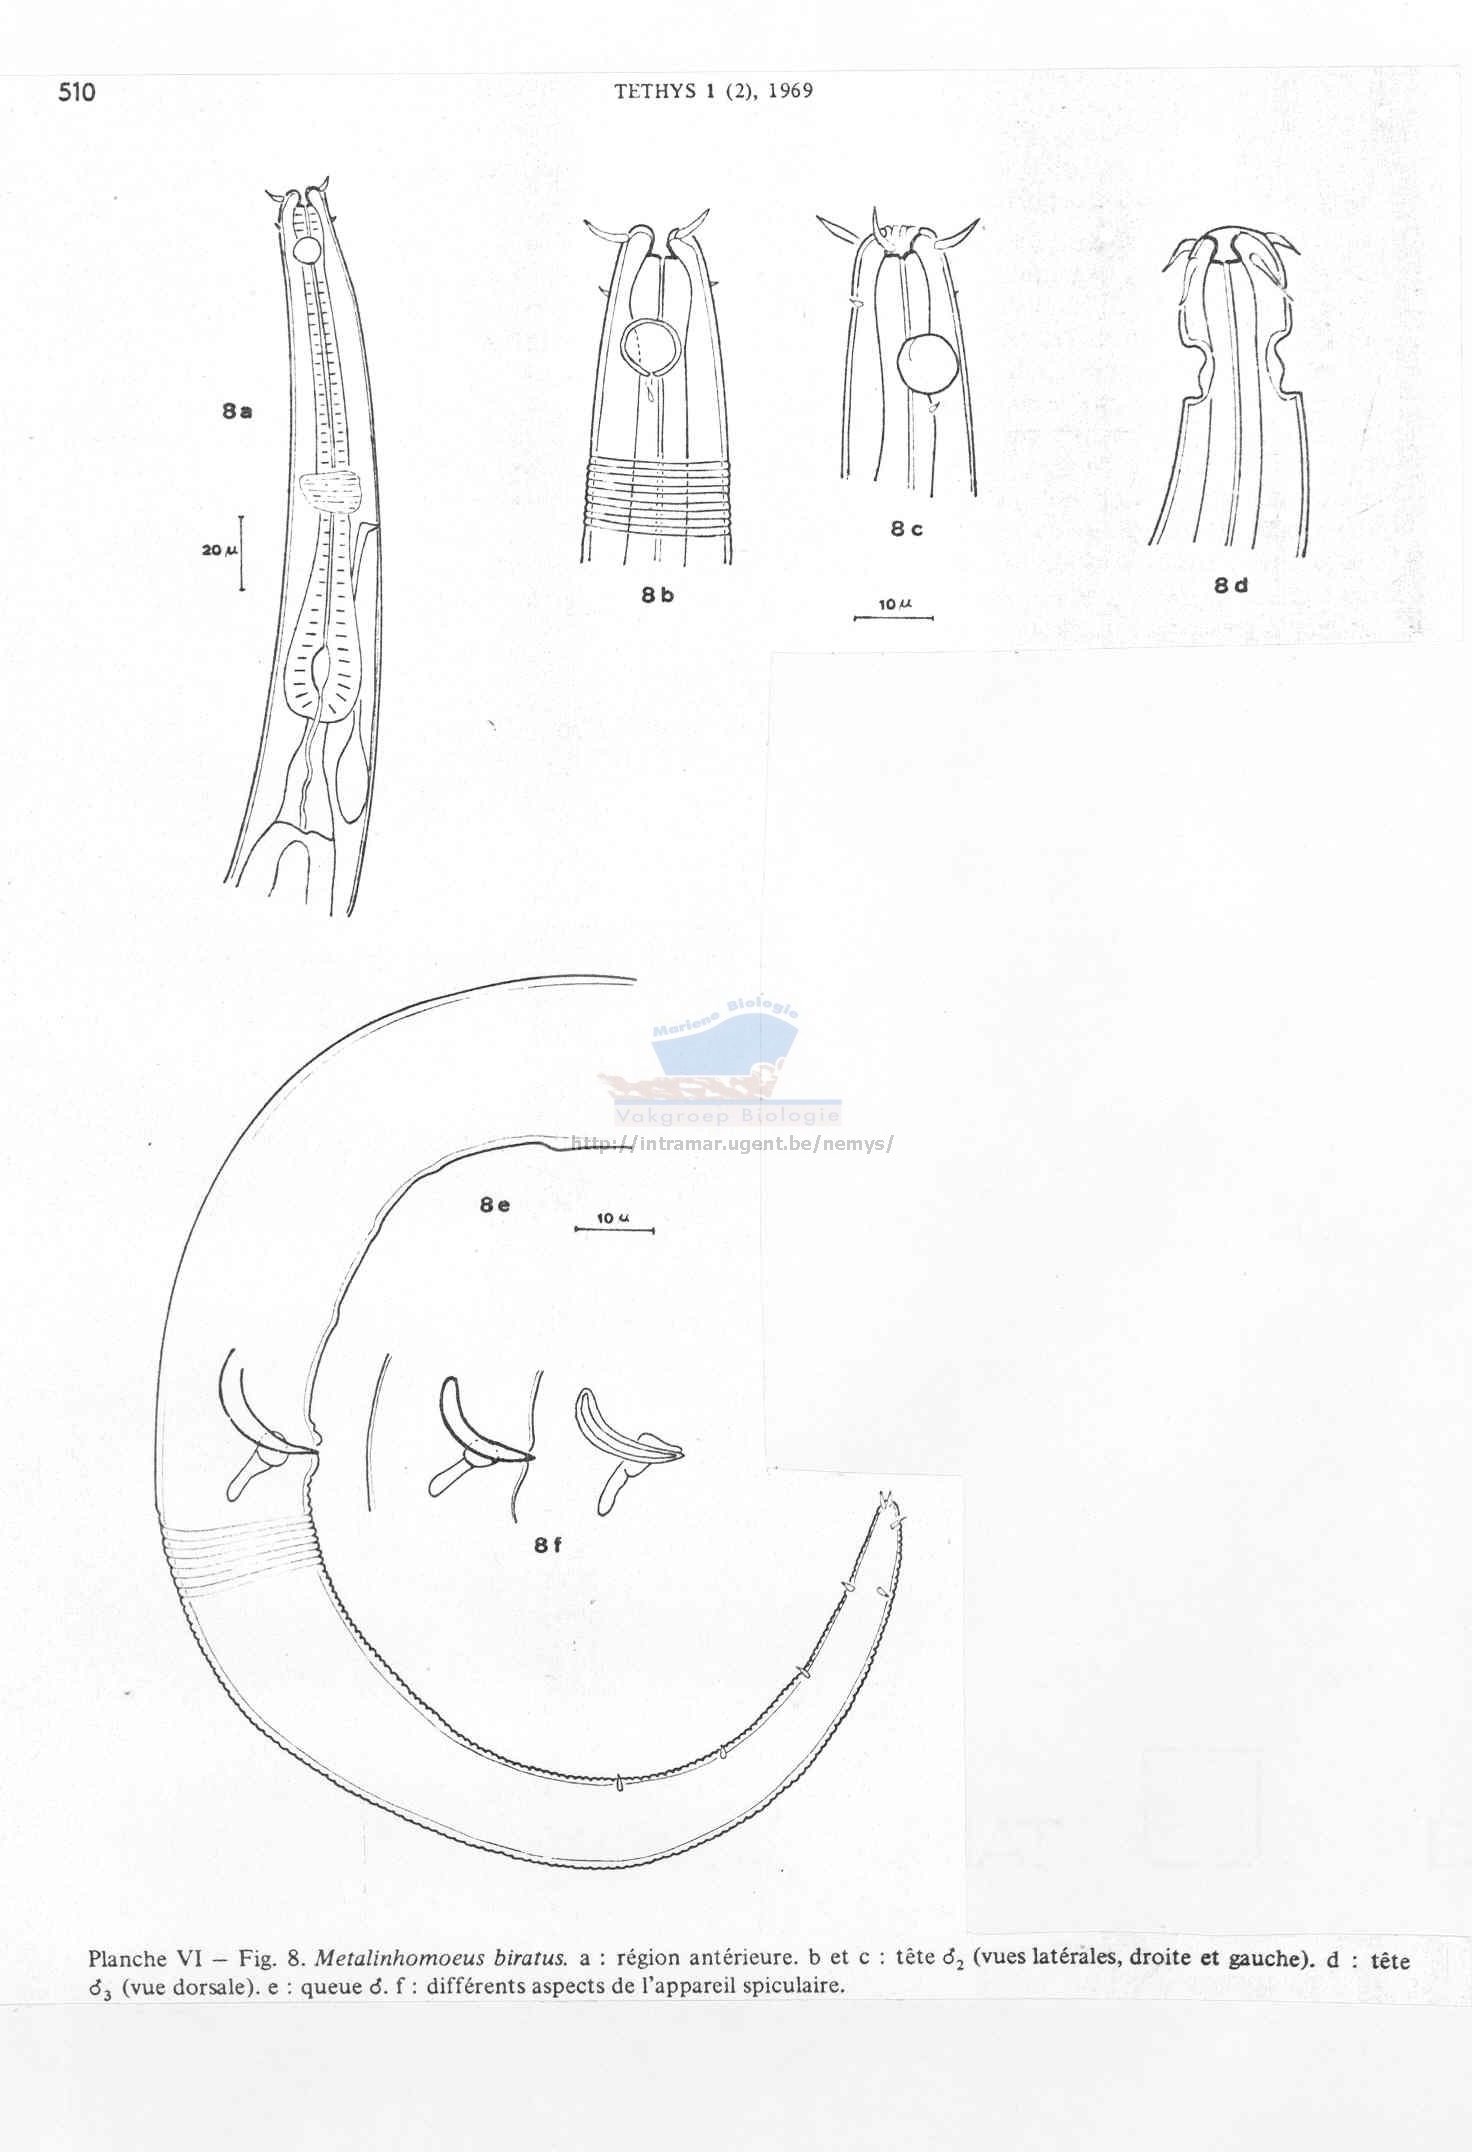 510
TETHYS 1 (2), 1969
8a
20 µ
8b
8c
10 µ
8d
Mariene Biologie
Vakgroep Biologie
http://intramar.ugent.be/nemys/
8e
10 µ
8f
Planche VI — Fig. 8. Metalinhomoeus biratus. a : région antérieure. b et c : tête ♂2 (vues latérales, droite et gauche). d : tête
♂3 (vue dorsale). e : queue ♂. f : différents aspects de l'appareil spiculaire.